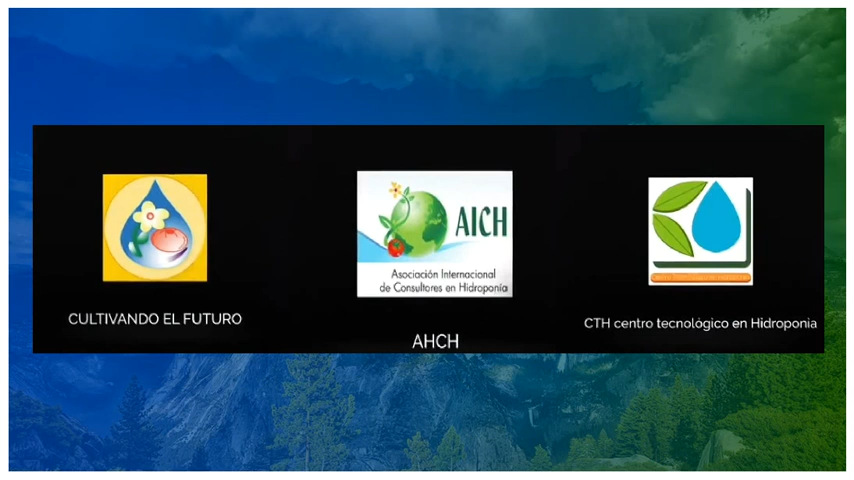 AICH
Asociación Internacional
de Consultores en Hidroponía
CULTIVANDO EL FUTURO
AHCH
CTH centro tecnológico en Hidroponia